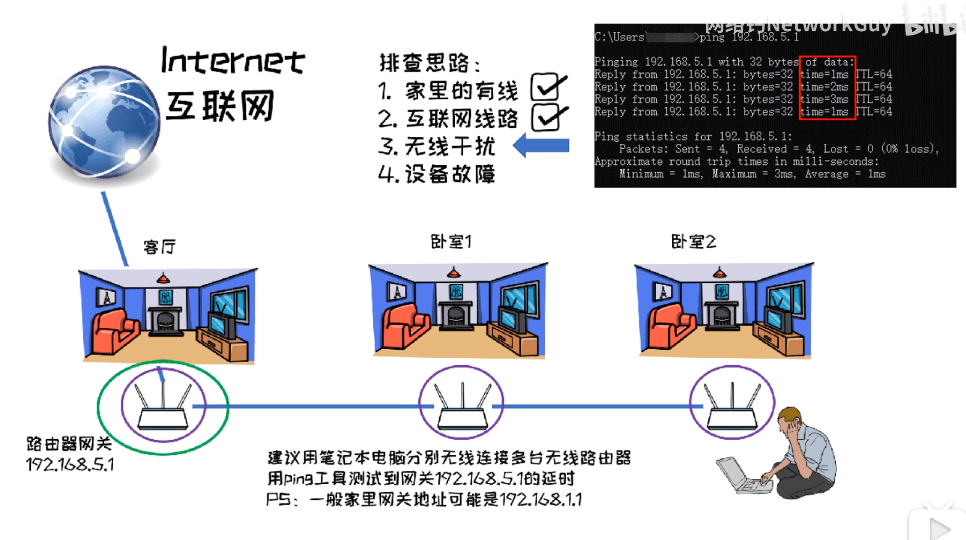 网络哥NetworkGuy bilibili
Internet
互联网
排查思路：
1. 家里的有线
2. 互联网线路
3. 无线干扰
4. 设备故障
C:\Users\ >ping 192.168.5.1
Pinging 192.168.5.1 with 32 bytes of data:
Reply from 192.168.5.1: bytes=32 time=1ms TTL=64
Reply from 192.168.5.1: bytes=32 time=2ms TTL=64
Reply from 192.168.5.1: bytes=32 time=3ms TTL=64
Reply from 192.168.5.1: bytes=32 time=1ms TTL=64
Ping statistics for 192.168.5.1:
Packets: Sent = 4, Received = 4, Lost = 0 (0% loss),
Approximate round trip times in milli-seconds:
Minimum = 1ms, Maximum = 3ms, Average = 1ms
客厅
卧室1
卧室2
路由器网关
192.168.5.1
建议用笔记本电脑分别无线连接多台无线路由器
用ping工具测试到网关192.168.5.1的延时
PS：一般家里网关地址可能是192.168.1.1